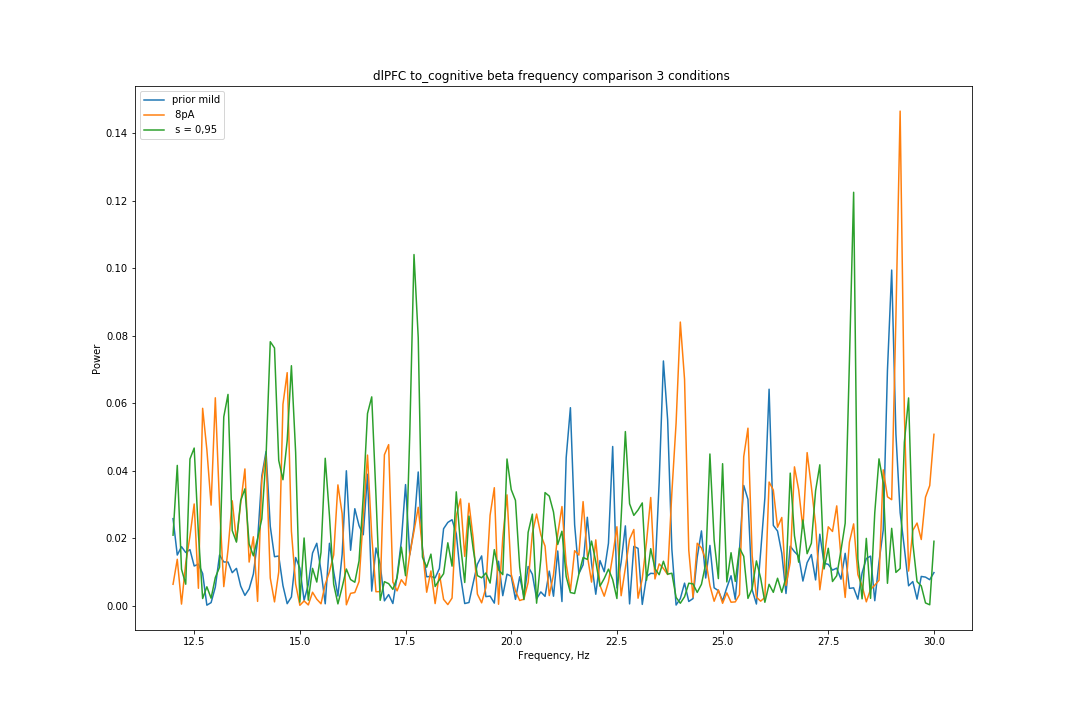 dlPFC to_cognitive beta frequency comparison 3 conditions
prior mild
8pA
s = 0,95
0.14
0.12
0.10
0.08
0.06
0.04
0.02
0.00
Power
12.5 15.0 17.5 20.0 22.5 25.0 27.5 30.0
Frequency, Hz